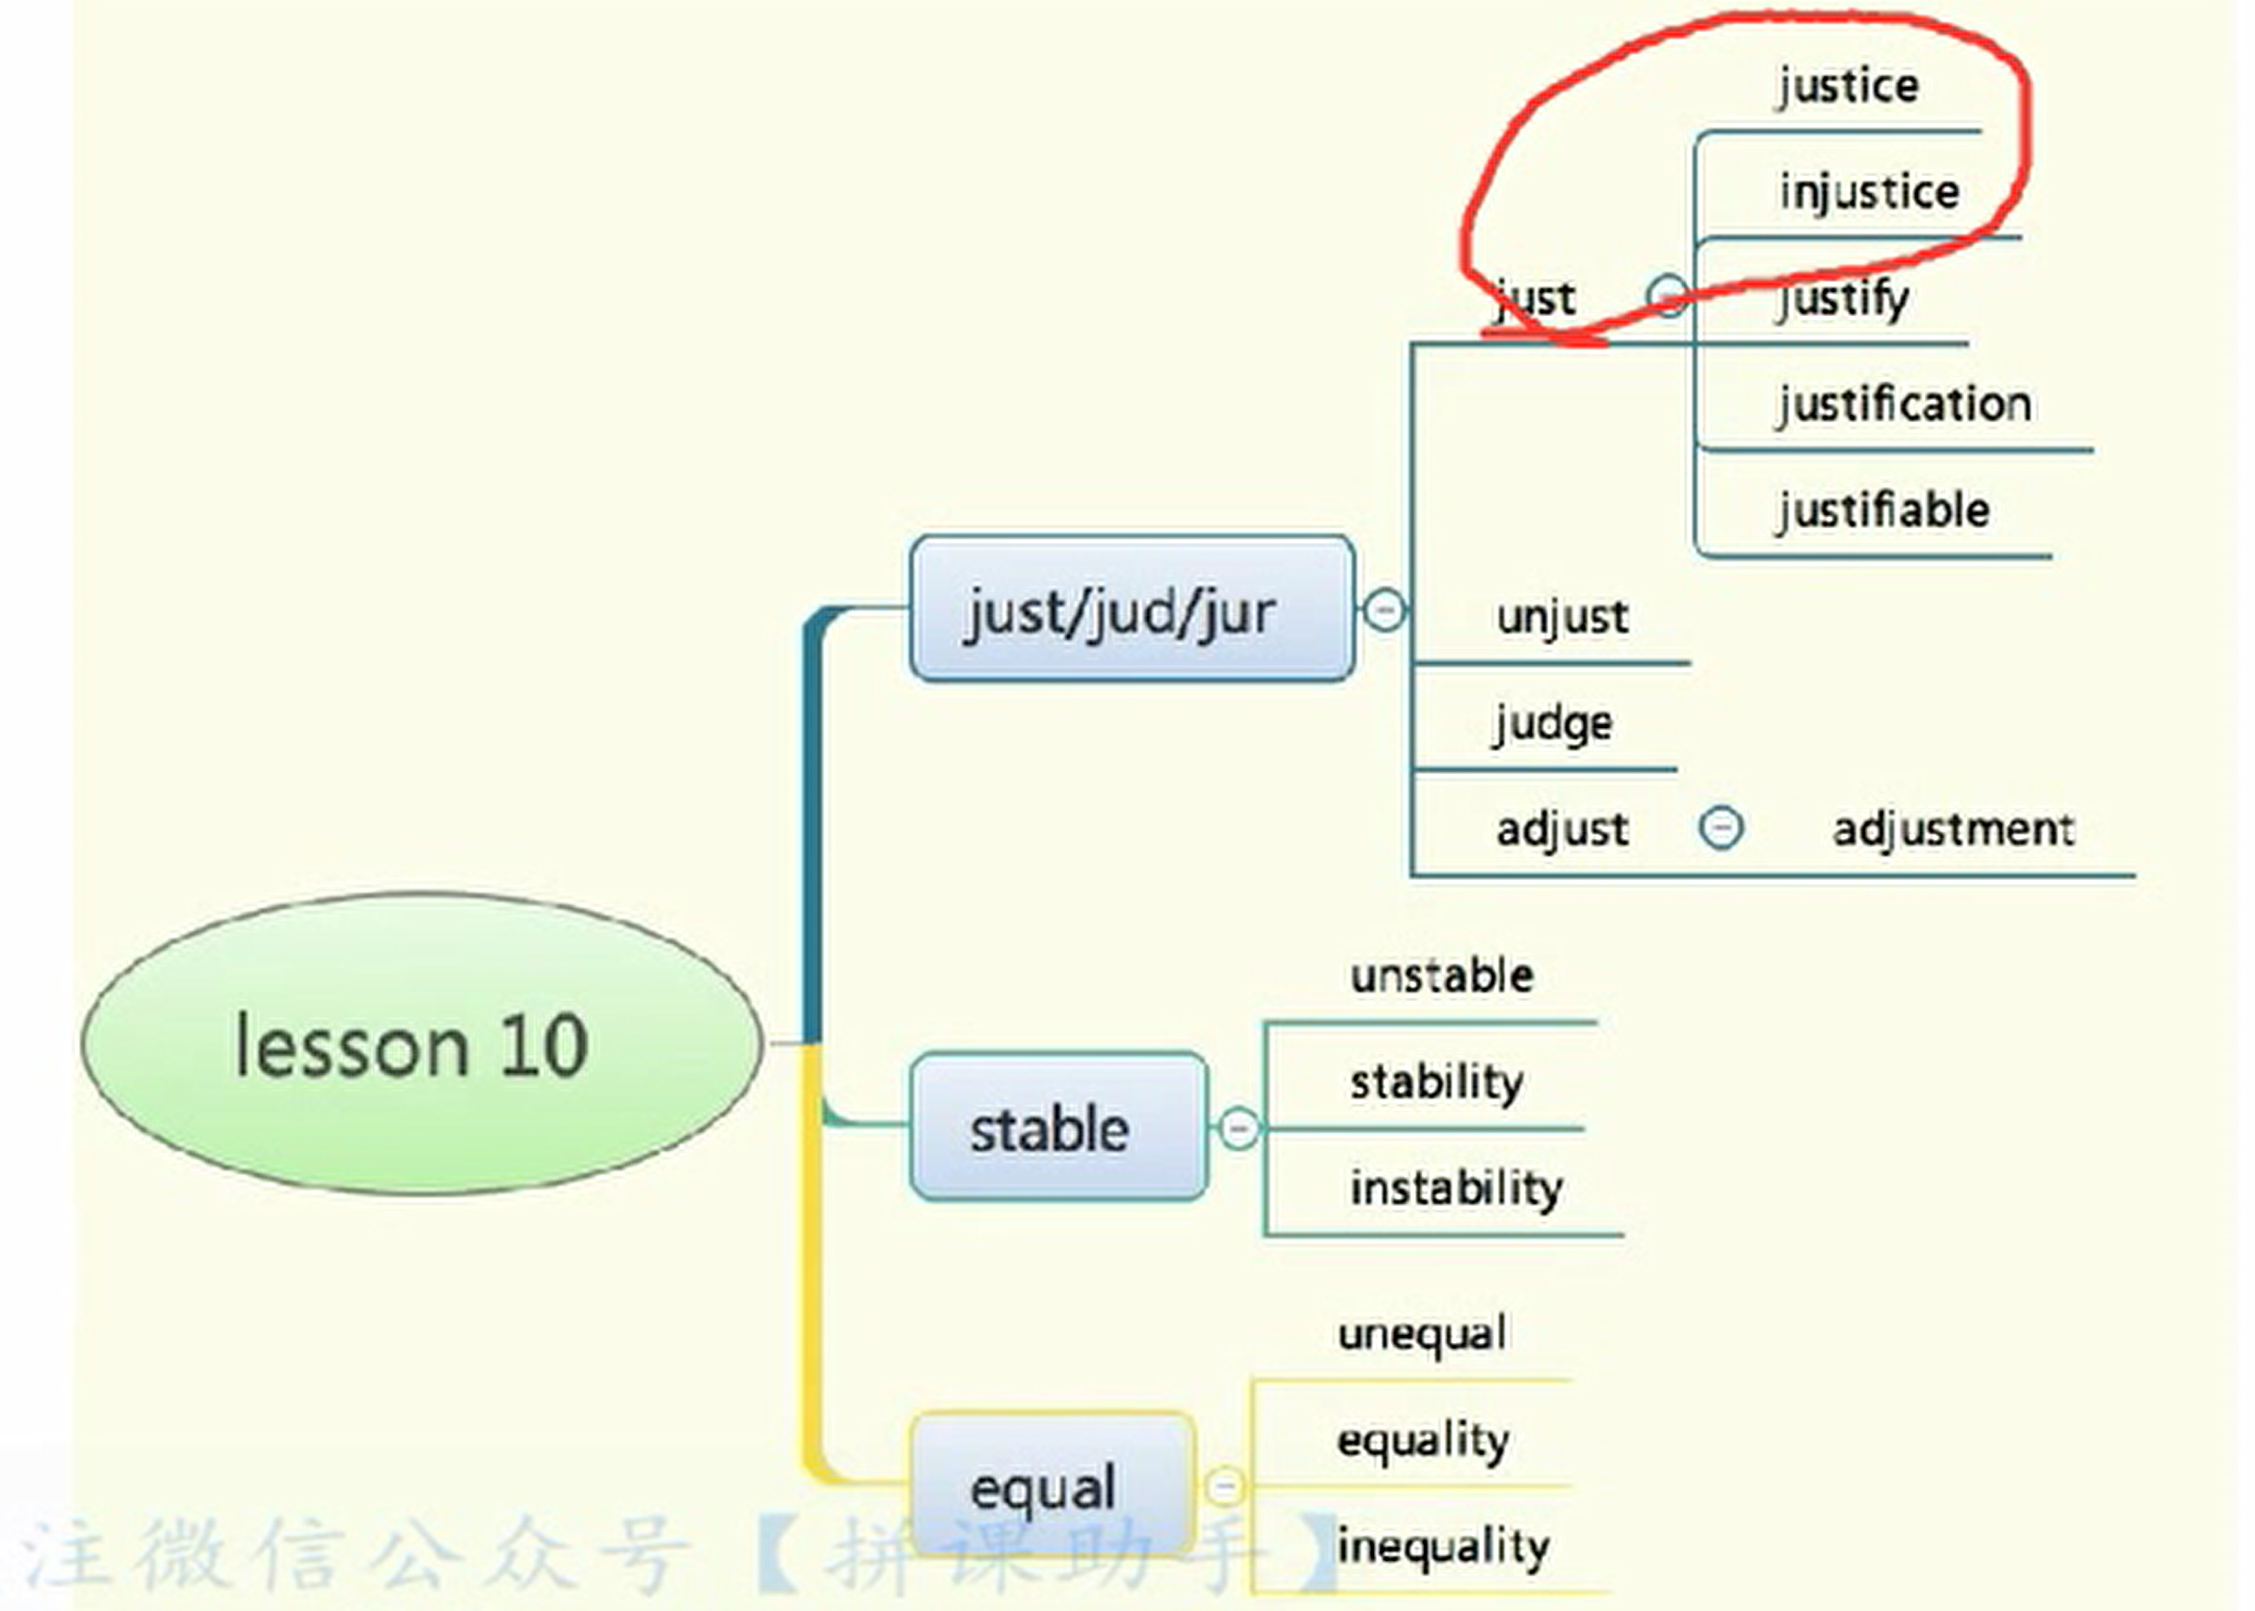 justice
injustice
just
justify
justification
justifiable
just/jud/jur
unjust
judge
adjust
adjustment
lesson 10
stable
unstable
stability
instability
equal
unequal
equality
inequality
注微信公众号【拼课助手】